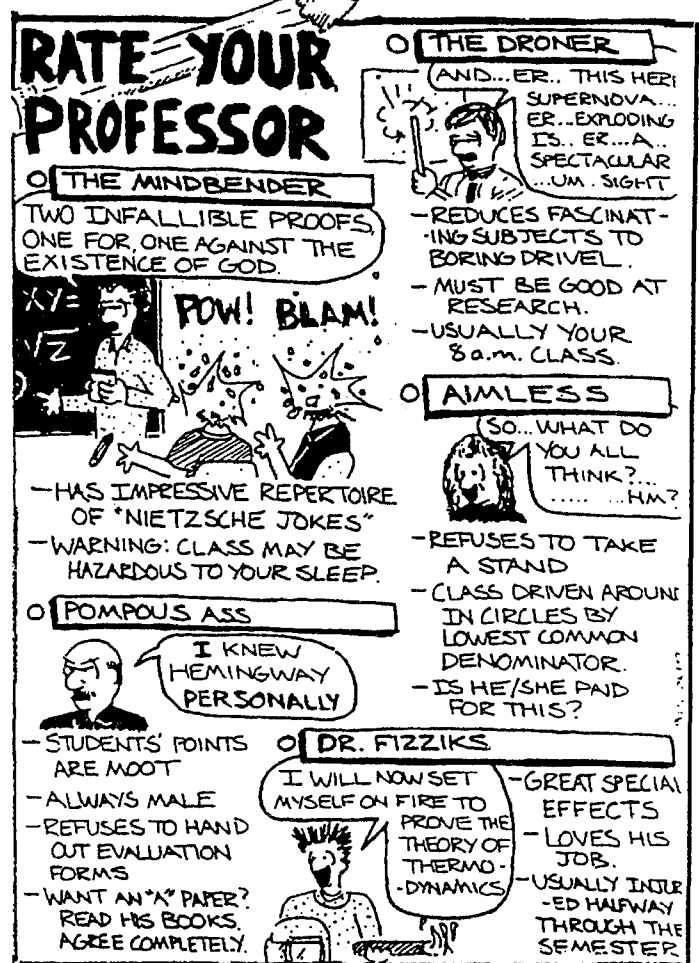 RATE YOUR
PROFESSOR
THE MINDBENDER
TWO INFALLIBLE PROOFS,
ONE FOR, ONE AGAINST THE
EXISTENCE OF GOD.
XY=
√Z
POW! BLAM!
-HAS IMPRESSIVE REPERTOIRE
OF "NIETZSCHE JOKES"
-WARNING: CLASS MAY BE
HAZARDOUS TO YOUR SLEEP.
POMPOUS ASS
I KNEW
HEMINGWAY
PERSONALLY
-STUDENTS' POINTS
ARE MOOT
-ALWAYS MALE
-REFUSES TO HAND
OUT EVALUATION
FORMS
-WANT AN "A" PAPER?
READ HIS BOOKS.
AGREE COMPLETELY.
THE DRONER
AND...ER.. THIS HER
SUPERNOVA...
ER...EXPLODING
IS.. ER...A..
SPECTACULAR
...UM. SIGHT
-REDUCES FASCINAT-
-ING SUBJECTS TO
BORING DRIVEL.
-MUST BE GOOD AT
RESEARCH.
-USUALLY YOUR
8 a.m. CLASS.
AIMLESS
SO...WHAT DO
YOU ALL
THINK?...
..... ...HM?
-REFUSES TO TAKE
A STAND
-CLASS DRIVEN AROUN
IN CIRCLES BY
LOWEST COMMON
DENOMINATOR.
-IS HE/SHE PAID
FOR THIS?
DR. FIZZIKS
I WILL NOW SET
MYSELF ON FIRE TO
PROVE THE
THEORY OF
THERMO-
-DYNAMICS
-GREAT SPECIAL
EFFECTS
-LOVES HIS
JOB.
-USUALLY INJUR
-ED HALFWAY
THROUGH THE
SEMESTER